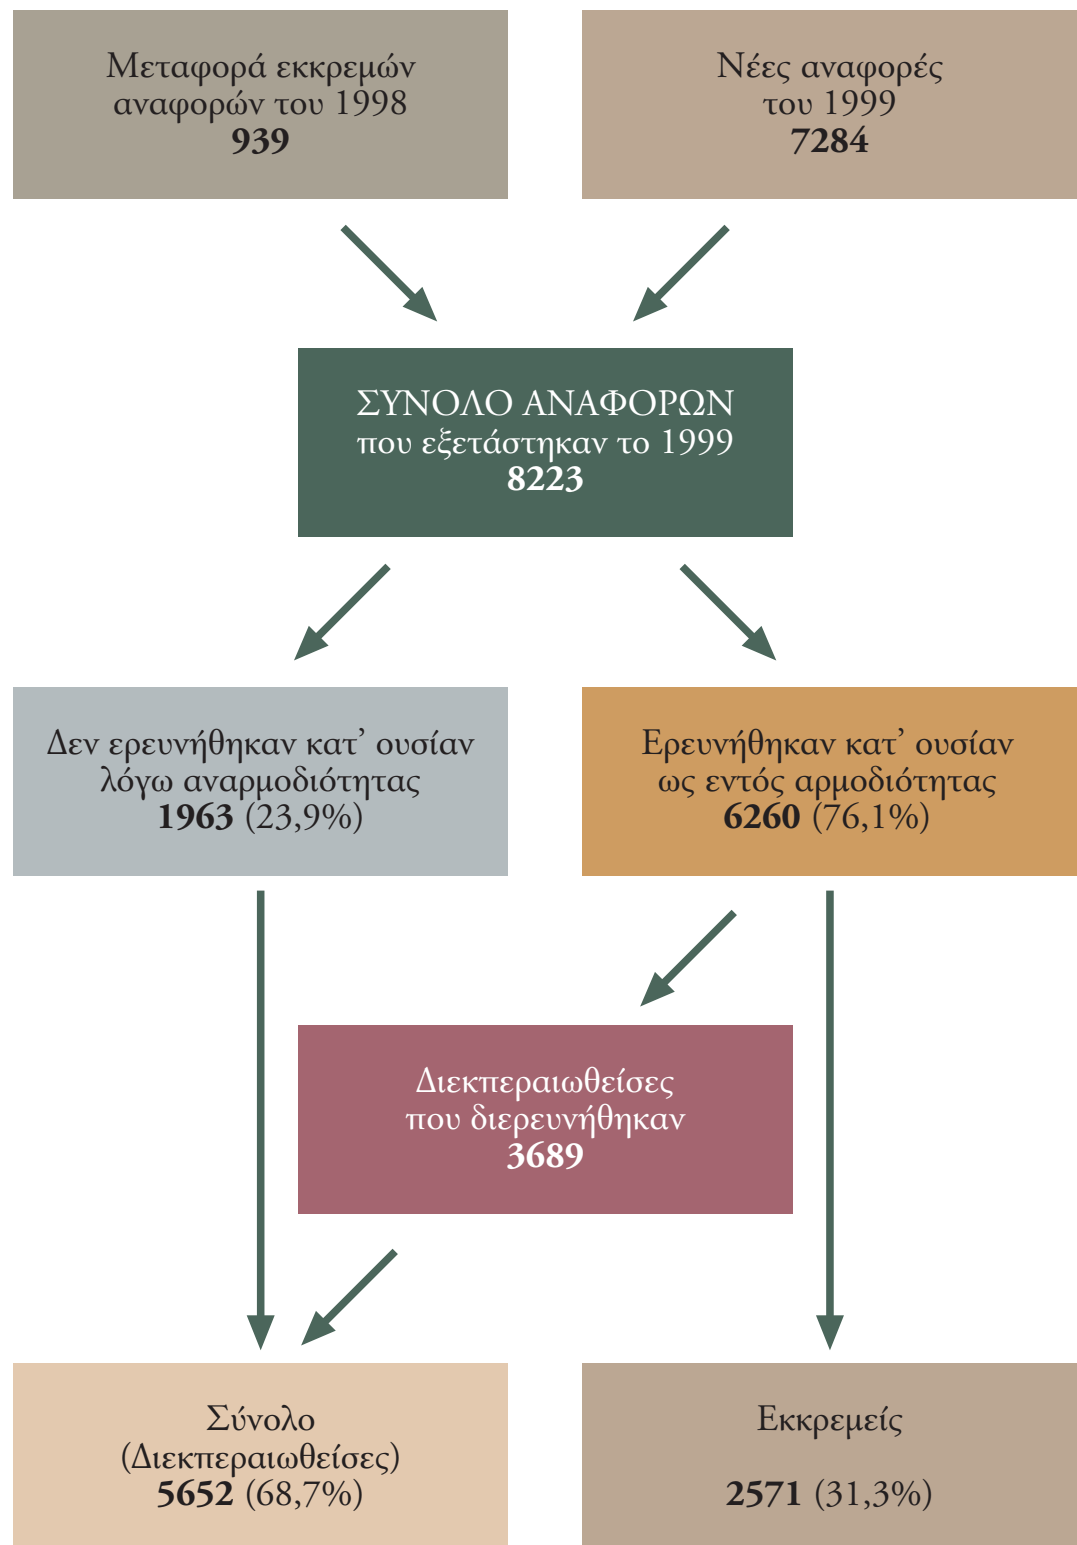 Μεταφορά εκκρεμών
αναφορών του 1998
939
Νέες αναφορές
του 1999
7284
ΣΥΝΟΛΟ ΑΝΑΦΟΡΩΝ
που εξετάστηκαν το 1999
8223
Δεν ερευνήθηκαν κατ’ ουσίαν
λόγω αναρμοδιότητας
1963 (23,9%)
Ερευνήθηκαν κατ’ ουσίαν
ως εντός αρμοδιότητας
6260 (76,1%)
Διεκπεραιωθείσες
που διερευνήθηκαν
3689
Σύνολο
(Διεκπεραιωθείσες)
5652 (68,7%)
Εκκρεμείς
2571 (31,3%)